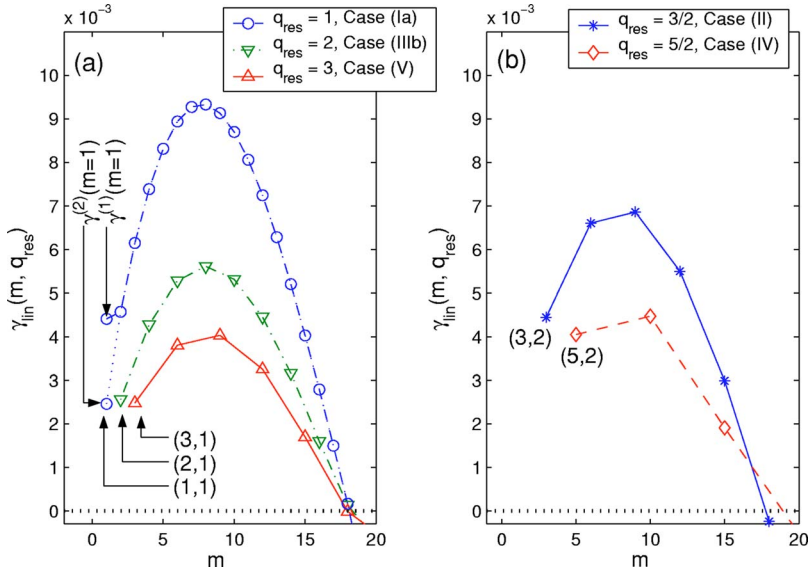 x 10⁻³
(a)
q_res = 1, Case (Ia)
q_res = 2, Case (IIIb)
q_res = 3, Case (V)
10
9
8
7
6
5
4
3
2
1
0
γ_lin(m, q_res)
γ^(2)(m=1)
γ^(1)(m=1)
(3,1)
(2,1)
(1,1)
0 5 10 15 20
m
x 10⁻³
(b)
q_res = 3/2, Case (II)
q_res = 5/2, Case (IV)
10
9
8
7
6
5
4
3
2
1
0
γ_lin(m, q_res)
(3,2)
(5,2)
0 5 10 15 20
m